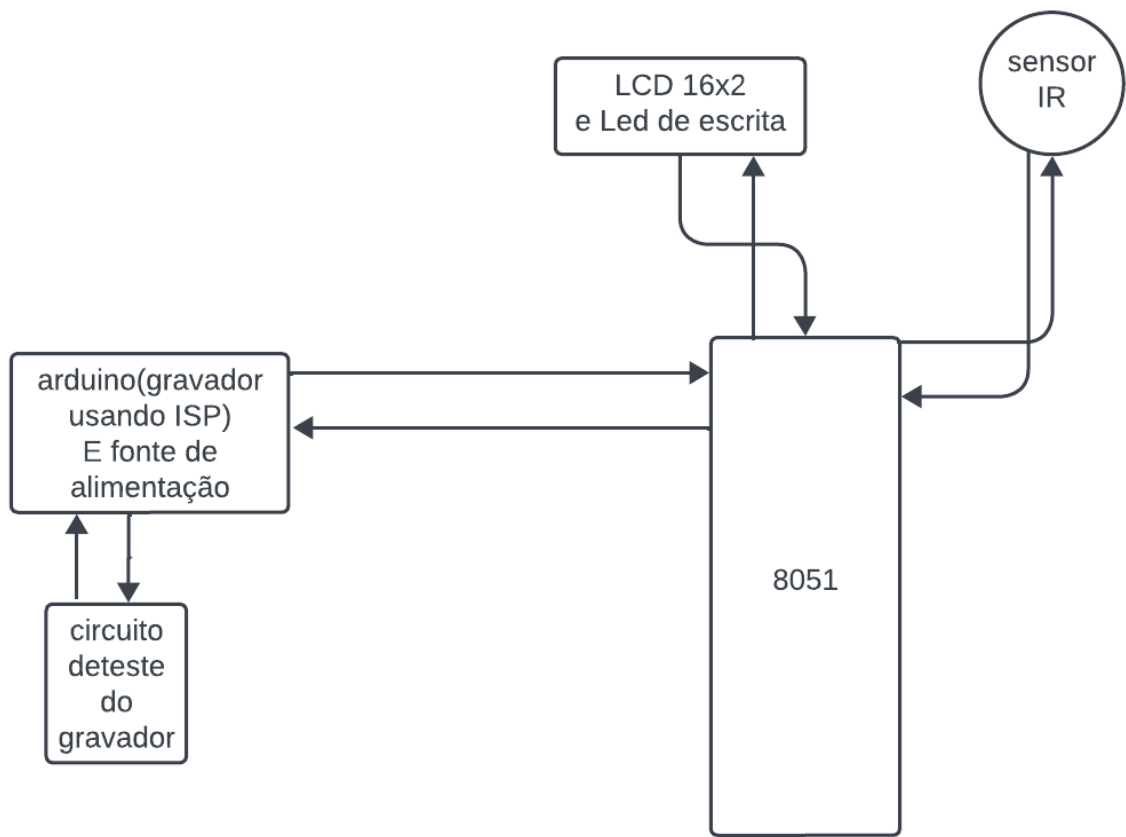 LCD 16x2
e Led de escrita
sensor
IR
arduino(gravador
usando ISP)
E fonte de
alimentação
8051
circuito
deteste
do
gravador